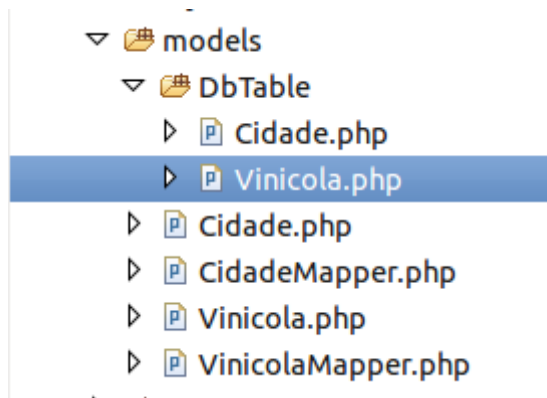 models
DbTable
Cidade.php
Vinicola.php
Cidade.php
CidadeMapper.php
Vinicola.php
VinicolaMapper.php